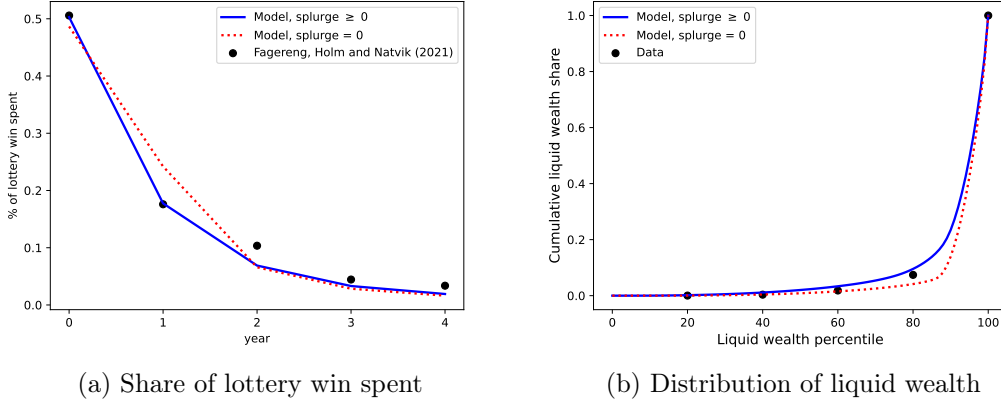 Model, splurge ≥ 0
Model, splurge = 0
Fagereng, Holm and Natvik (2021)
% of lottery win spent
0.5
0.4
0.3
0.2
0.1
0.0
0 1 2 3 4
year
(a) Share of lottery win spent
Model, splurge ≥ 0
Model, splurge = 0
Data
Cumulative liquid wealth share
1.0
0.8
0.6
0.4
0.2
0.0
0 20 40 60 80 100
Liquid wealth percentile
(b) Distribution of liquid wealth